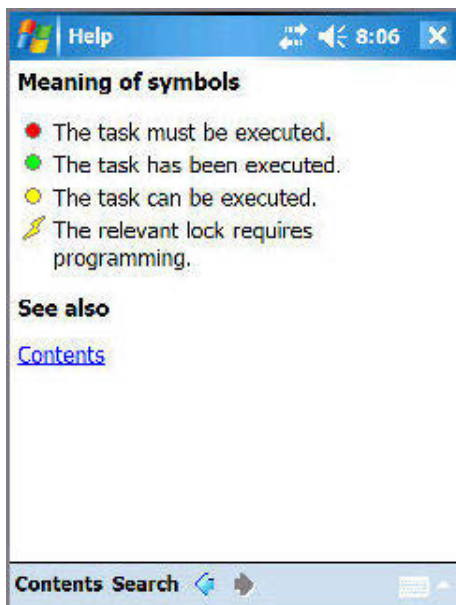 Help 8:06
Meaning of symbols
The task must be executed.
The task has been executed.
The task can be executed.
The relevant lock requires
programming.
See also
Contents
Contents Search